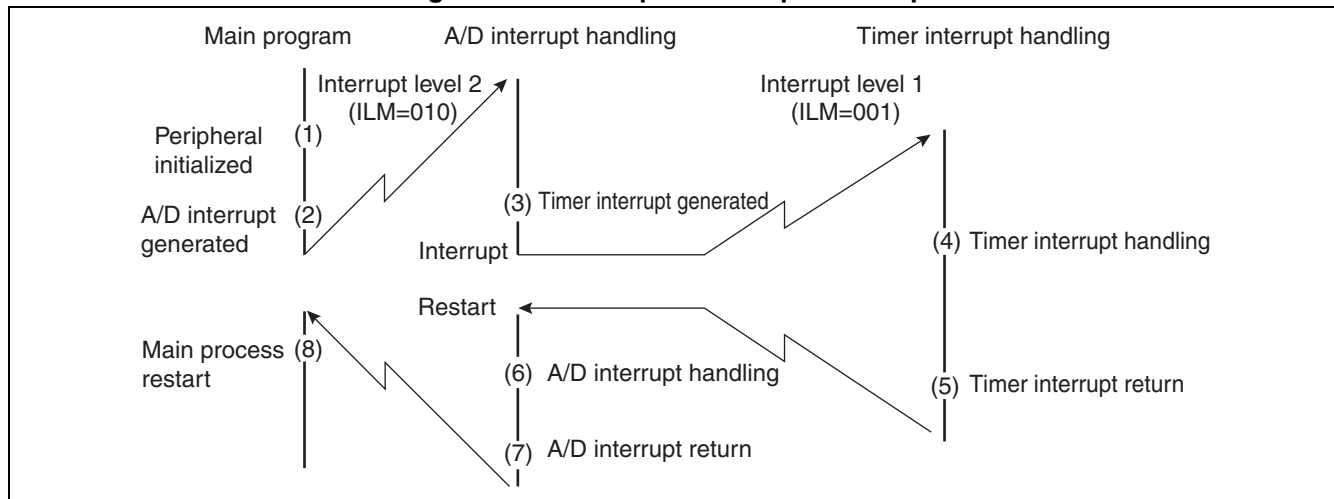 Main program
A/D interrupt handling
Timer interrupt handling
Interrupt level 2
(ILM=010)
Interrupt level 1
(ILM=001)
Peripheral
initialized
(1)
A/D interrupt
generated
(2)
(3) Timer interrupt generated
Interrupt
(4) Timer interrupt handling
Restart
Main process
restart
(8)
(6) A/D interrupt handling
(5) Timer interrupt return
(7) A/D interrupt return